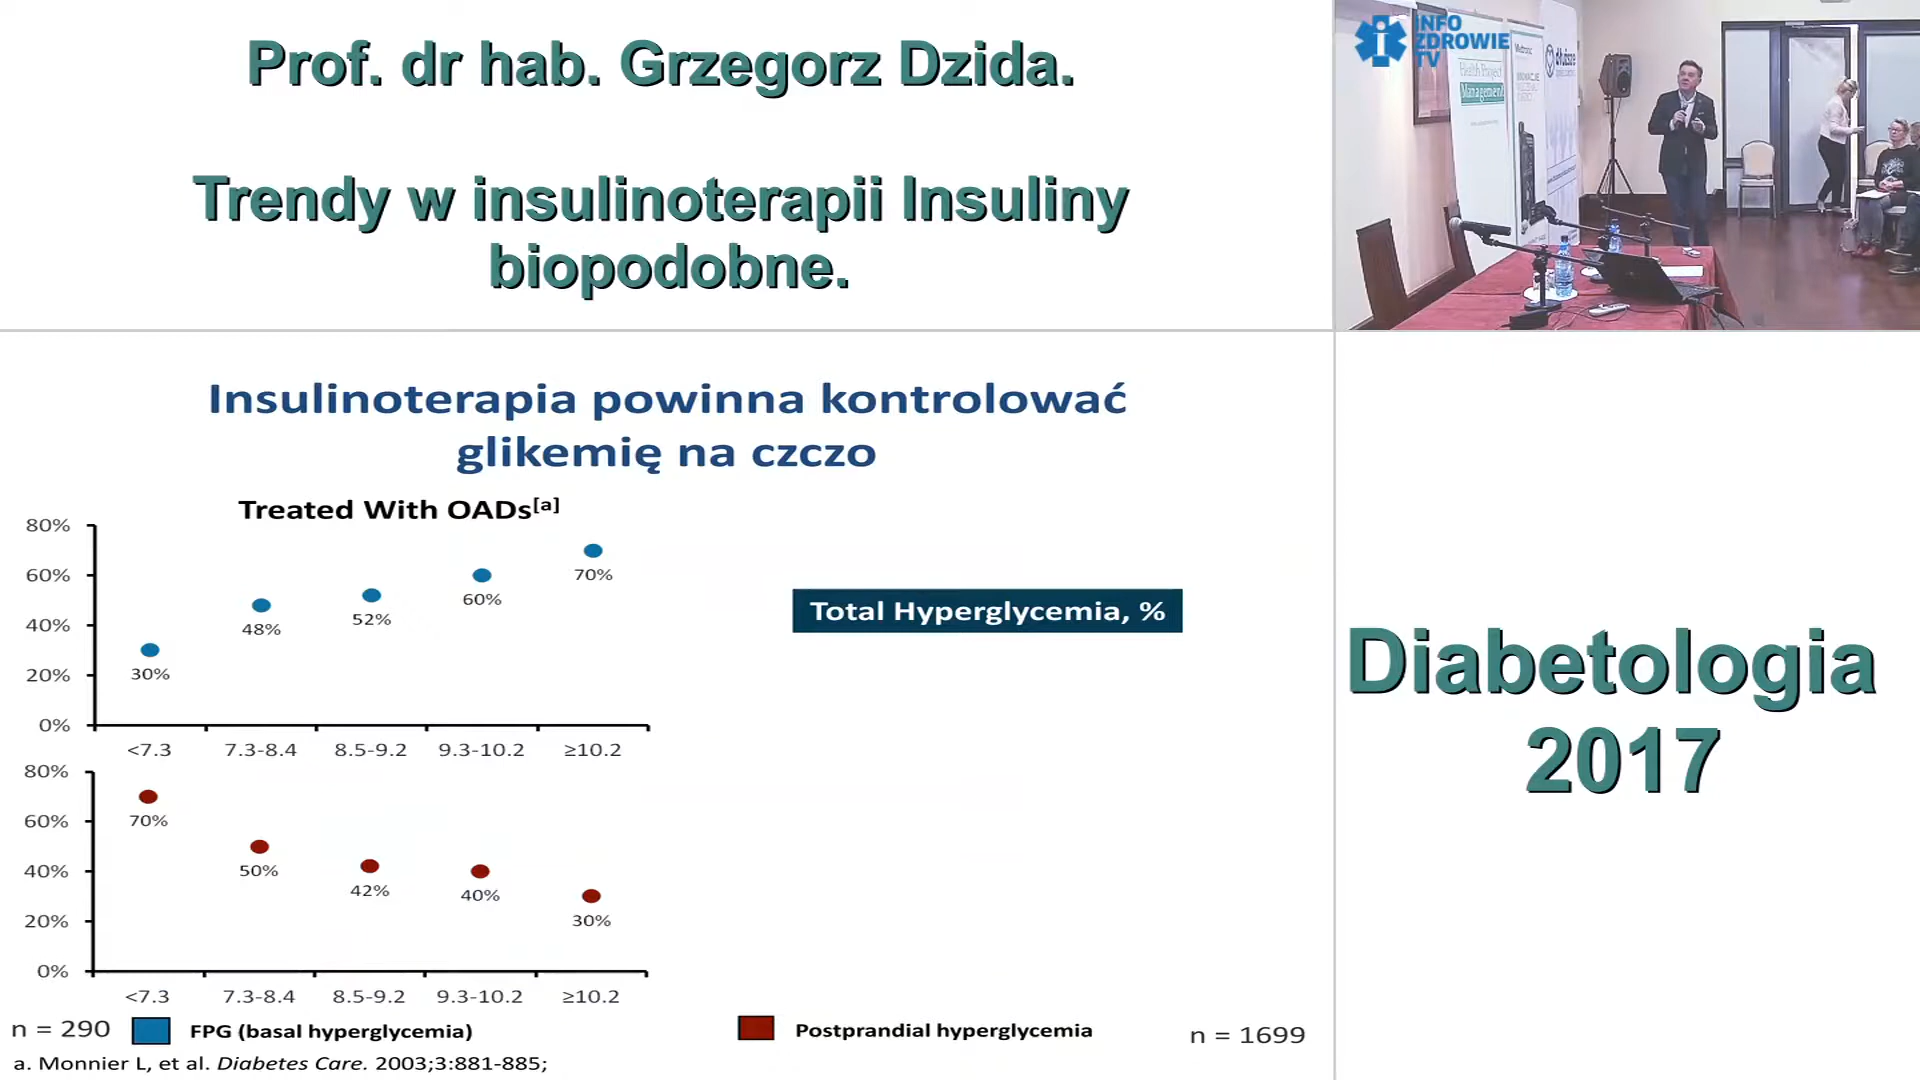 Prof. dr hab. Grzegorz Dzida.
Trendy w insulinoterapii Insuliny
biopodobne.
INFO
ZDROWIE
TV
Health Project
Management
Medtronic
Insulinoterapia powinna kontrolować
glikemię na czczo
Treated With OADs[a]
80%
60%
40%
20%
0%
30%
48%
52%
60%
70%
<7.3 7.3-8.4 8.5-9.2 9.3-10.2 ≥10.2
Total Hyperglycemia, %
80%
60%
40%
20%
0%
70%
50%
42%
40%
30%
<7.3 7.3-8.4 8.5-9.2 9.3-10.2 ≥10.2
n = 290 FPG (basal hyperglycemia) Postprandial hyperglycemia n = 1699
a. Monnier L, et al. Diabetes Care. 2003;3:881-885;
Diabetologia
2017